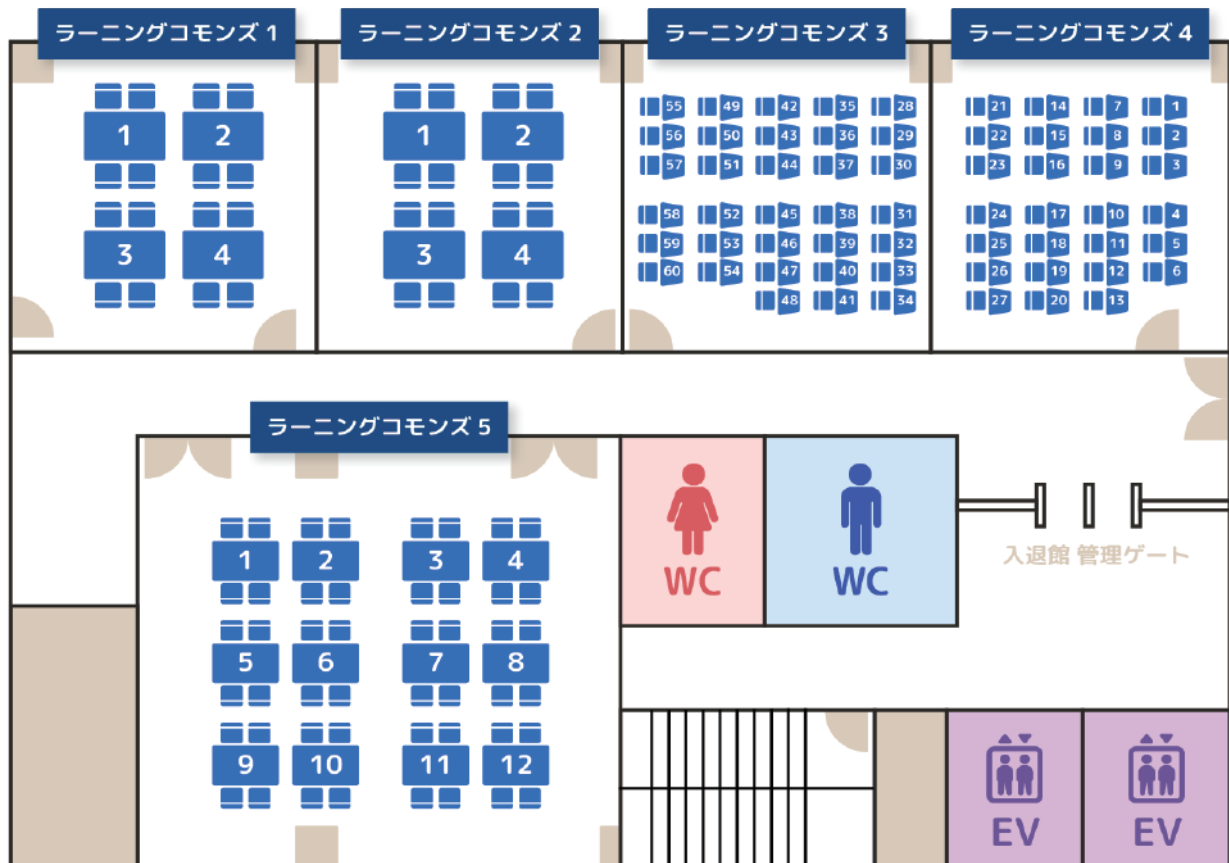 ラーニングコモンズ 1
ラーニングコモンズ 2
ラーニングコモンズ 3
ラーニングコモンズ 4
1 2
3 4
1 2
3 4
55 49 42 35 28
56 50 43 36 29
57 51 44 37 30
58 52 45 38 31
59 53 46 39 32
60 54 47 40 33
48 41 34
21 14 7 1
22 15 8 2
23 16 9 3
24 17 10 4
25 18 11 5
26 19 12 6
27 20 13
ラーニングコモンズ 5
1 2 3 4
5 6 7 8
9 10 11 12
WC
WC
入退館 管理ゲート
EV
EV